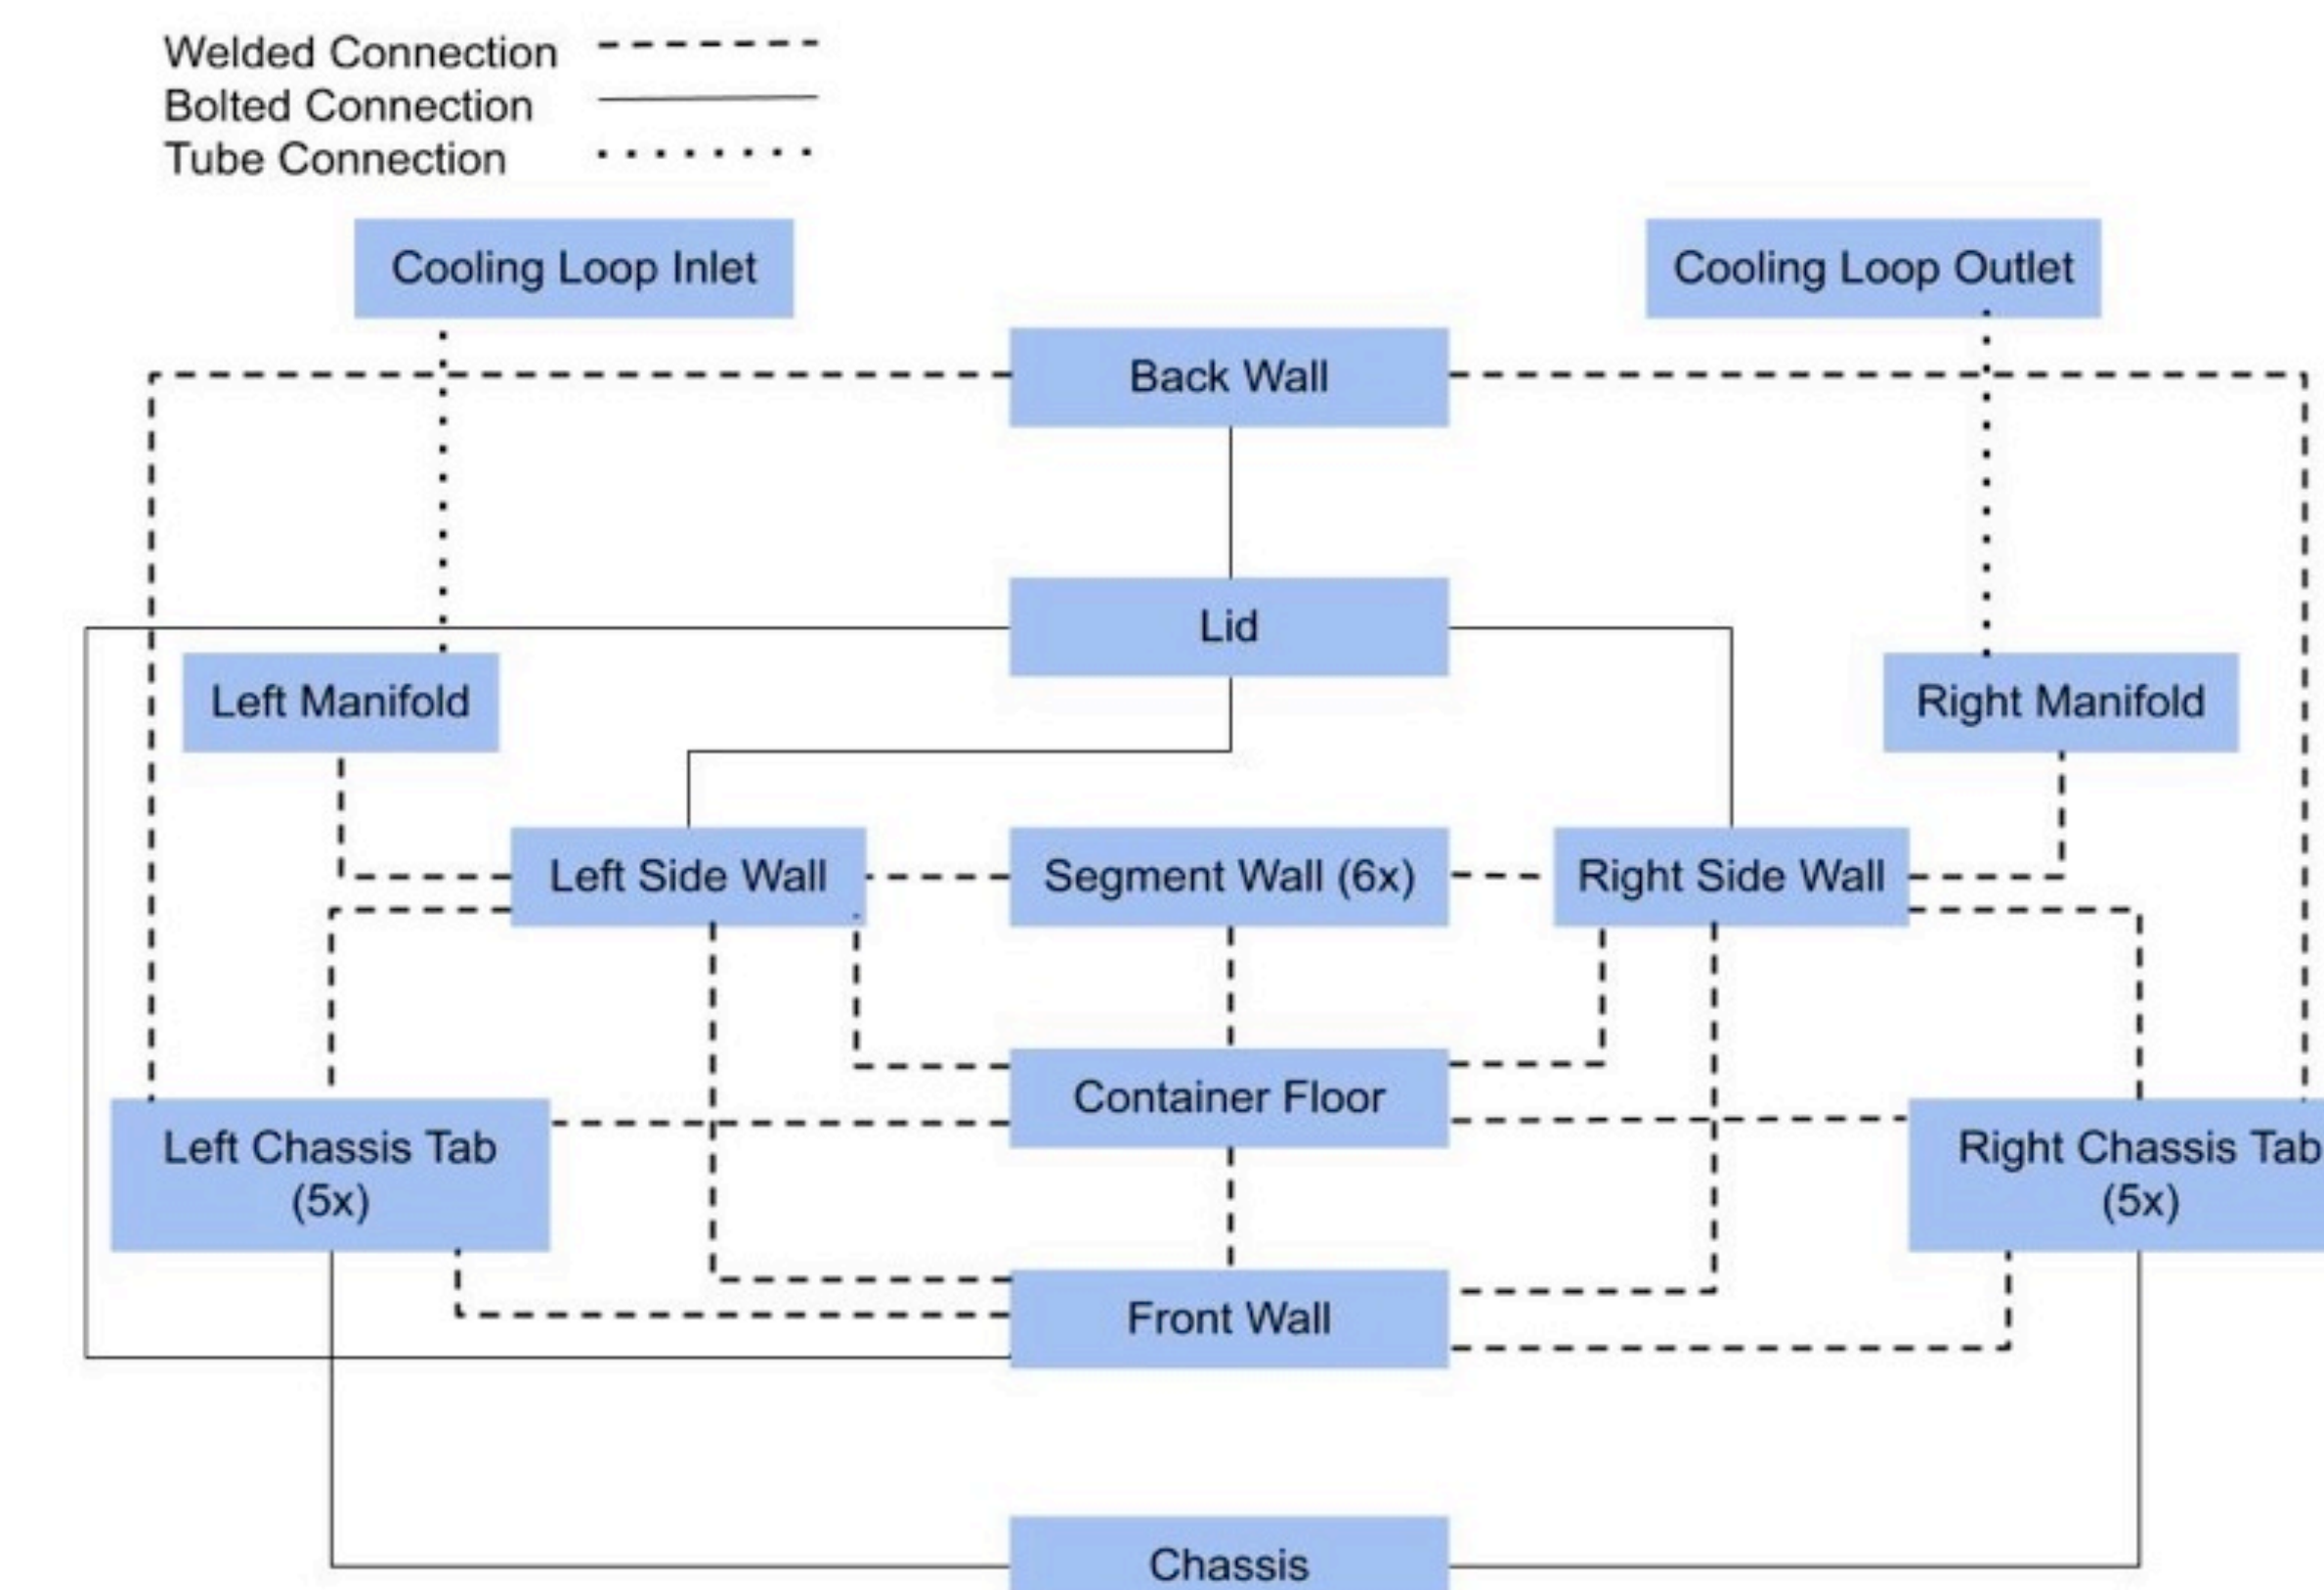 Welded Connection
Bolted Connection
Tube Connection
Cooling Loop Inlet
Cooling Loop Outlet
Back Wall
Lid
Left Manifold
Right Manifold
Left Side Wall
Segment Wall (6x)
Right Side Wall
Container Floor
Left Chassis Tab
(5x)
Right Chassis Tab
(5x)
Front Wall
Chassis